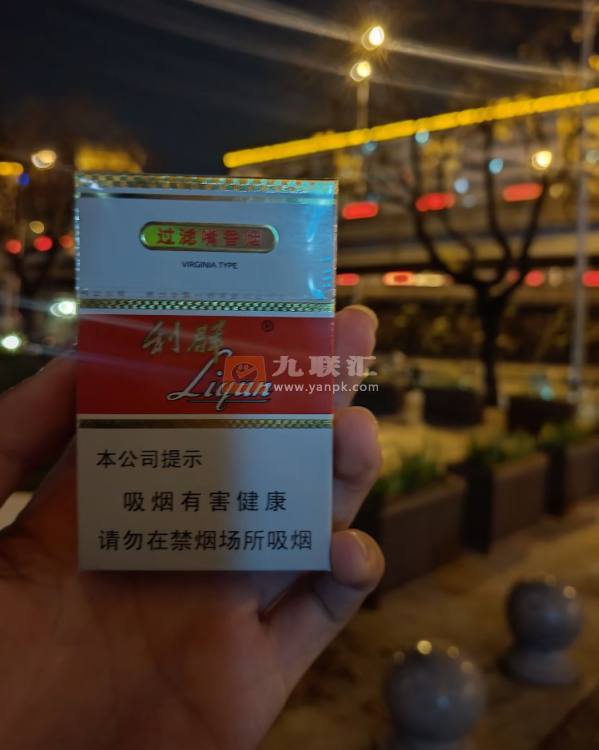 过滤嘴香烟
VIRGINIA TYPE
利群®
Liqun
九联汇
www.yanpk.com
本公司提示
吸烟有害健康
请勿在禁烟场所吸烟